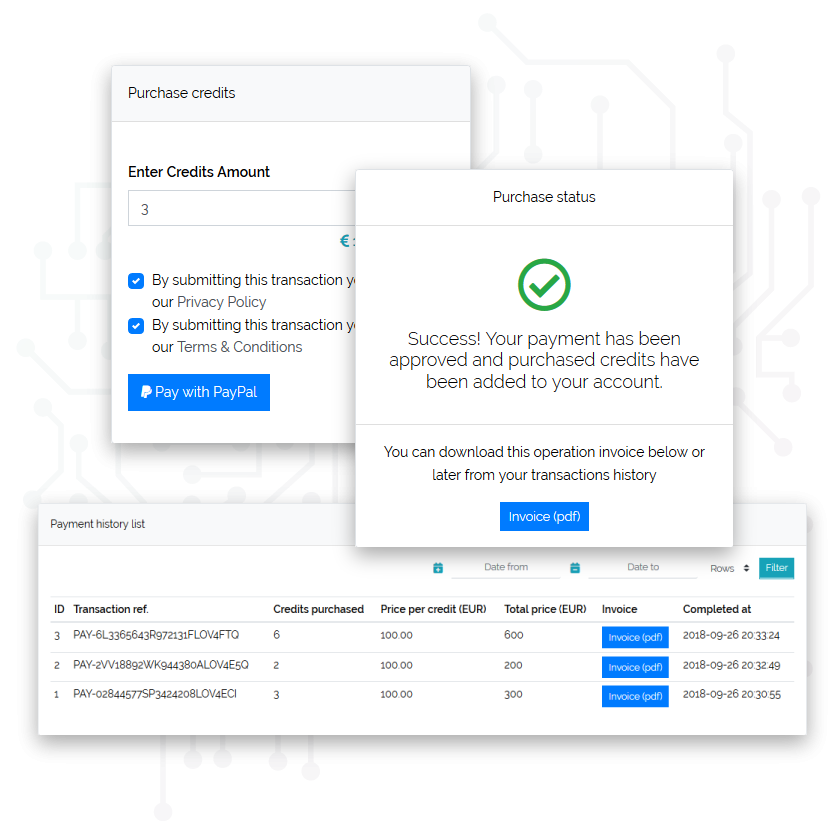 Purchase credits
Enter Credits Amount
3
€
By submitting this transaction
our Privacy Policy
By submitting this transaction
our Terms & Conditions
Pay with PayPal
Purchase status
Success! Your payment has been
approved and purchased credits have
been added to your account.
You can download this operation invoice below or
later from your transactions history
Invoice (pdf)
Payment history list
Date from Date to Rows Filter
ID Transaction ref. Credits purchased Price per credit (EUR) Total price (EUR) Invoice Completed at
3 PAY-6L3365643R972131FLOV4FTQ 6 100.00 600 Invoice (pdf) 2018-09-26 20:33:24
2 PAY-2VV18892WK944380ALOV4E5Q 2 100.00 200 Invoice (pdf) 2018-09-26 20:32:49
1 PAY-02844577SP3424208LOV4ECI 3 100.00 300 Invoice (pdf) 2018-09-26 20:30:55